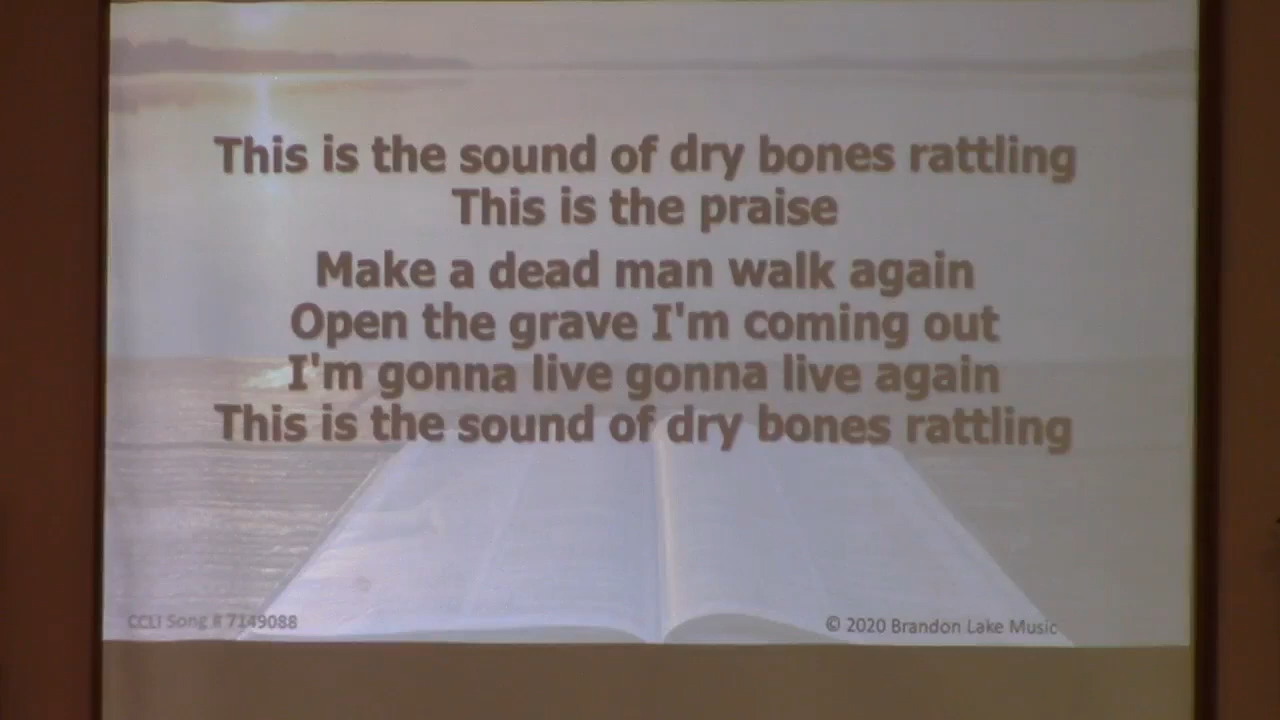 This is the sound of dry bones rattling
This is the praise
Make a dead man walk again
Open the grave I'm coming out
I'm gonna live gonna live again
This is the sound of dry bones rattling
CCLI Song # 7149088
© 2020 Brandon Lake Music